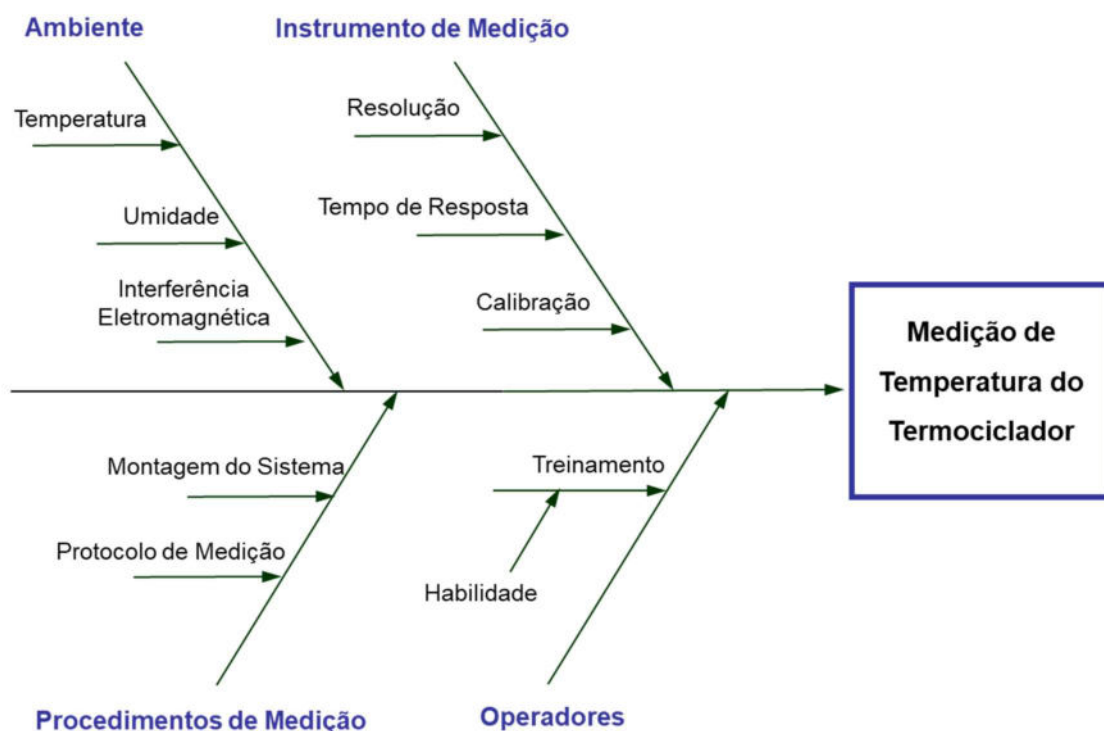 Ambiente
Instrumento de Medição
Temperatura
Umidade
Interferência
Eletromagnética
Resolução
Tempo de Resposta
Calibração
Medição de
Temperatura do
Termociclador
Montagem do Sistema
Protocolo de Medição
Treinamento
Habilidade
Procedimentos de Medição
Operadores